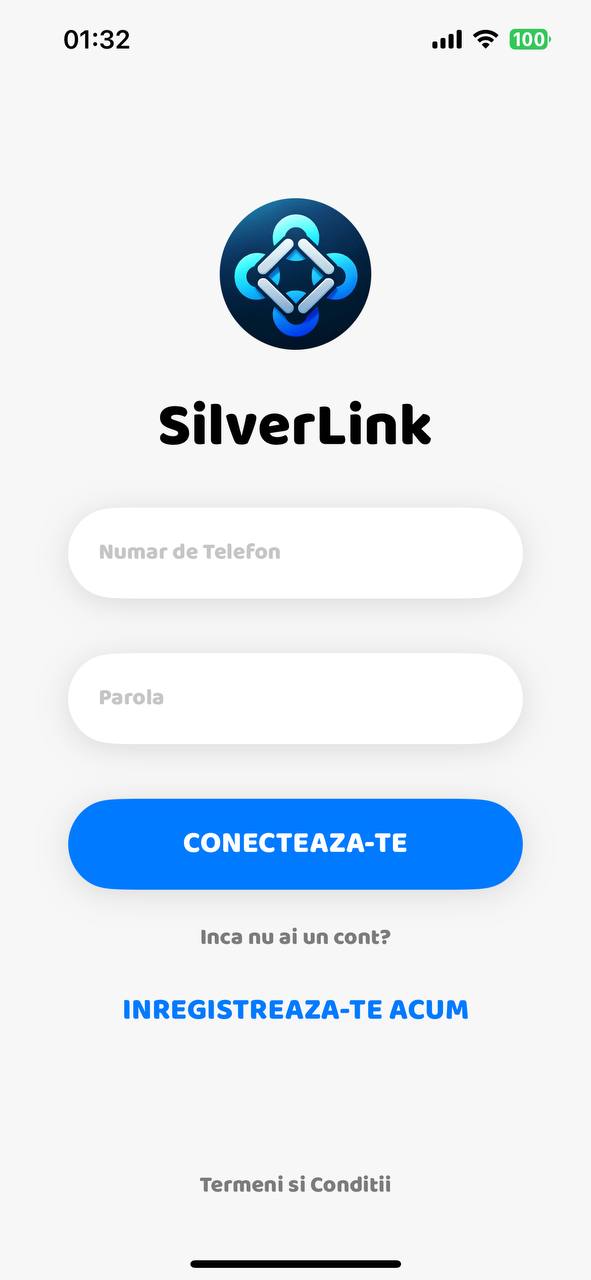 01:32
100
SilverLink
Numar de Telefon
Parola
CONECTEAZA-TE
Inca nu ai un cont?
INREGISTREAZA-TE ACUM
Termeni si Conditii